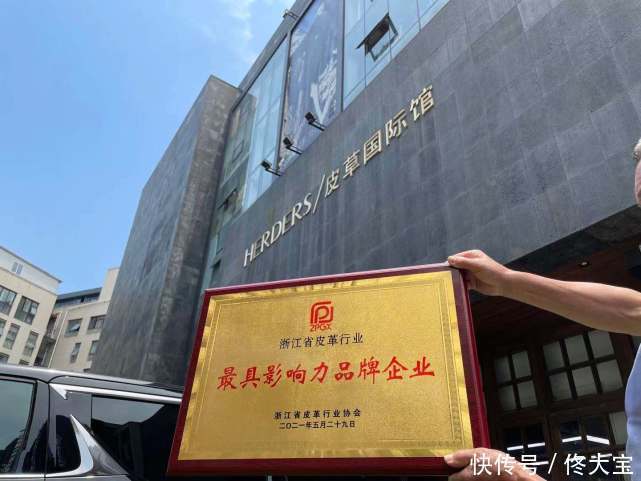 HERDERS/皮草国际馆
ZPGX
浙江省皮革行业
最具影响力品牌企业
浙江省皮革行业协会
二〇二一年五月二十九日
快传号／佟大宝